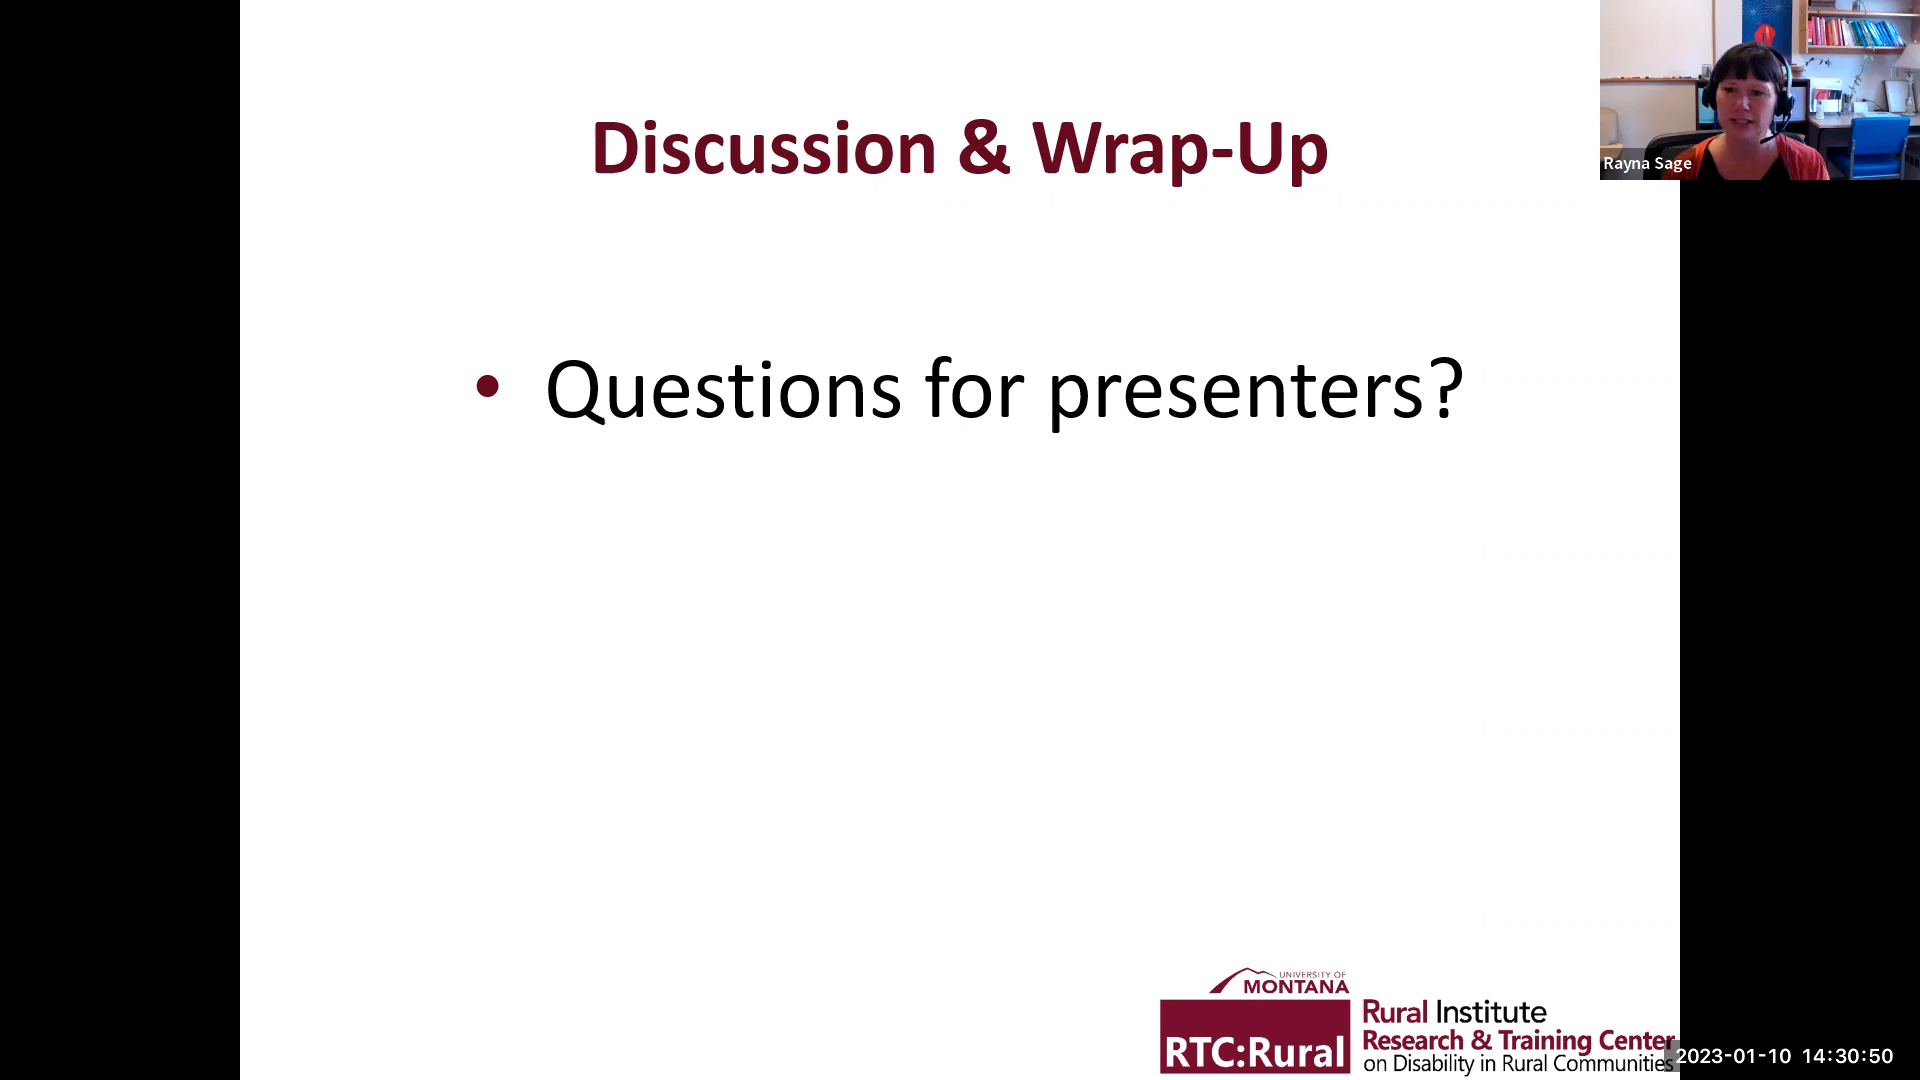 Discussion & Wrap-Up
Rayna Sage
• Questions for presenters?
UNIVERSITY OF
MONTANA
RTC:Rural
Rural Institute
Research & Training Center
on Disability in Rural Communities
2023-01-10 14:30:50